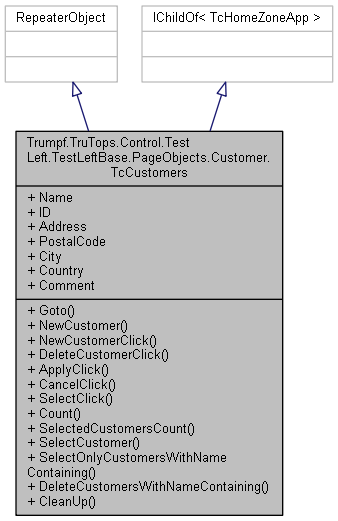 RepeaterObject
IChildOf< TcHomeZoneApp >
Trumpf.TruTops.Control.Test
Left.TestLeftBase.PageObjects.Customer.
TcCustomers
+ Name
+ ID
+ Address
+ PostalCode
+ City
+ Country
+ Comment
+ Goto()
+ NewCustomer()
+ NewCustomerClick()
+ DeleteCustomerClick()
+ ApplyClick()
+ CancelClick()
+ SelectClick()
+ Count()
+ SelectedCustomersCount()
+ SelectCustomer()
+ SelectOnlyCustomersWithName
Containing()
+ DeleteCustomersWithNameContaining()
+ CleanUp()